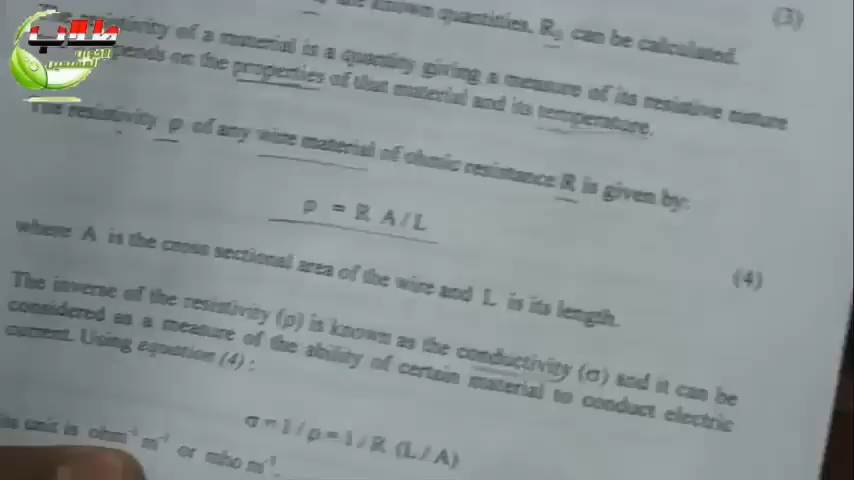 طالب
known quantities, R can be calculated. (3)
resistivity of a material is a quantity giving a measure of its resistive nature
depends on the properties of that material and its temperature.
The resistivity ρ of any wire material of ohmic resistance R is given by:
ρ = R A / L
(4)
where A is the cross sectional area of the wire and L is its length.
The inverse of the resistivity (ρ) is known as the conductivity (σ) and it can be
considered as a measure of the ability of certain material to conduct electric
current. Using equation (4) :
σ = 1 / ρ = 1 / R (L / A)
its unit is ohm⁻¹ m⁻¹ or mho m⁻¹.